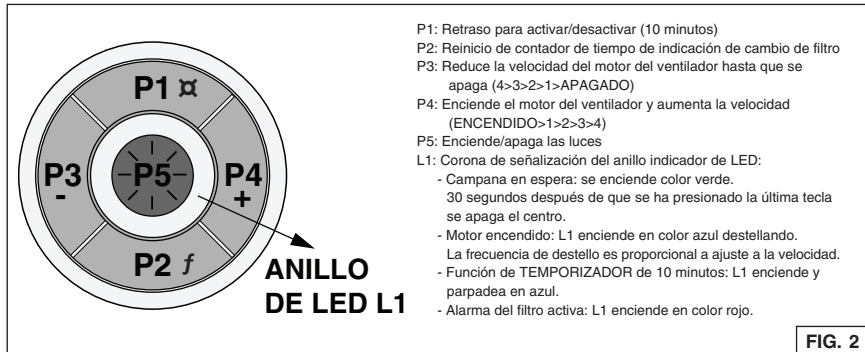 P1 ¤
P3
-
P5
P4
+
P2 ƒ
ANILLO
DE LED L1
P1: Retraso para activar/desactivar (10 minutos)
P2: Reinicio de contador de tiempo de indicación de cambio de filtro
P3: Reduce la velocidad del motor del ventilador hasta que se
apaga (4>3>2>1>APAGADO)
P4: Enciende el motor del ventilador y aumenta la velocidad
(ENCENDIDO>1>2>3>4)
P5: Enciende/apaga las luces
L1: Corona de señalización del anillo indicador de LED:
- Campana en espera: se enciende color verde.
30 segundos después de que se ha presionado la última tecla
se apaga el centro.
- Motor encendido: L1 enciende en color azul destellando.
La frecuencia de destello es proporcional a ajuste a la velocidad.
- Función de TEMPORIZADOR de 10 minutos: L1 enciende y
parpadea en azul.
- Alarma del filtro activa: L1 enciende en color rojo.
FIG. 2